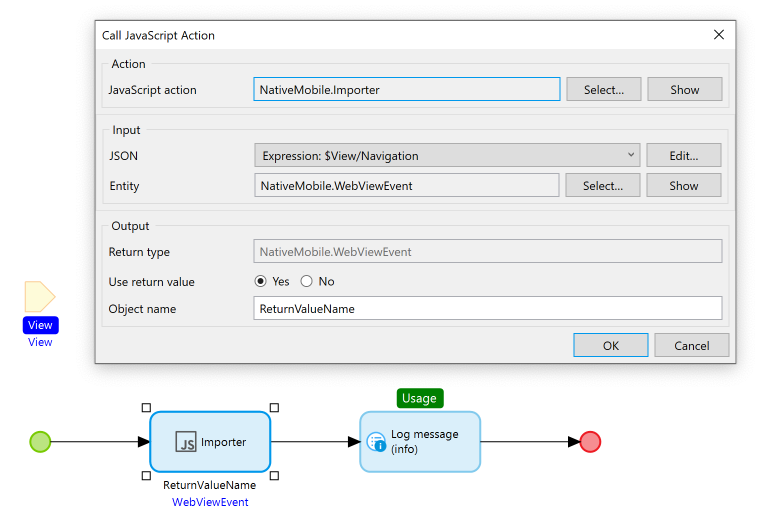 Call JavaScript Action
Action
JavaScript action NativeMobile.Importer Select... Show
Input
JSON Expression: $View/Navigation Edit...
Entity NativeMobile.WebViewEvent Select... Show
Output
Return type NativeMobile.WebViewEvent
Use return value Yes No
Object name ReturnValueName
OK Cancel
View
View
Usage
JS Importer
Log message
(info)
ReturnValueName
WebViewEvent